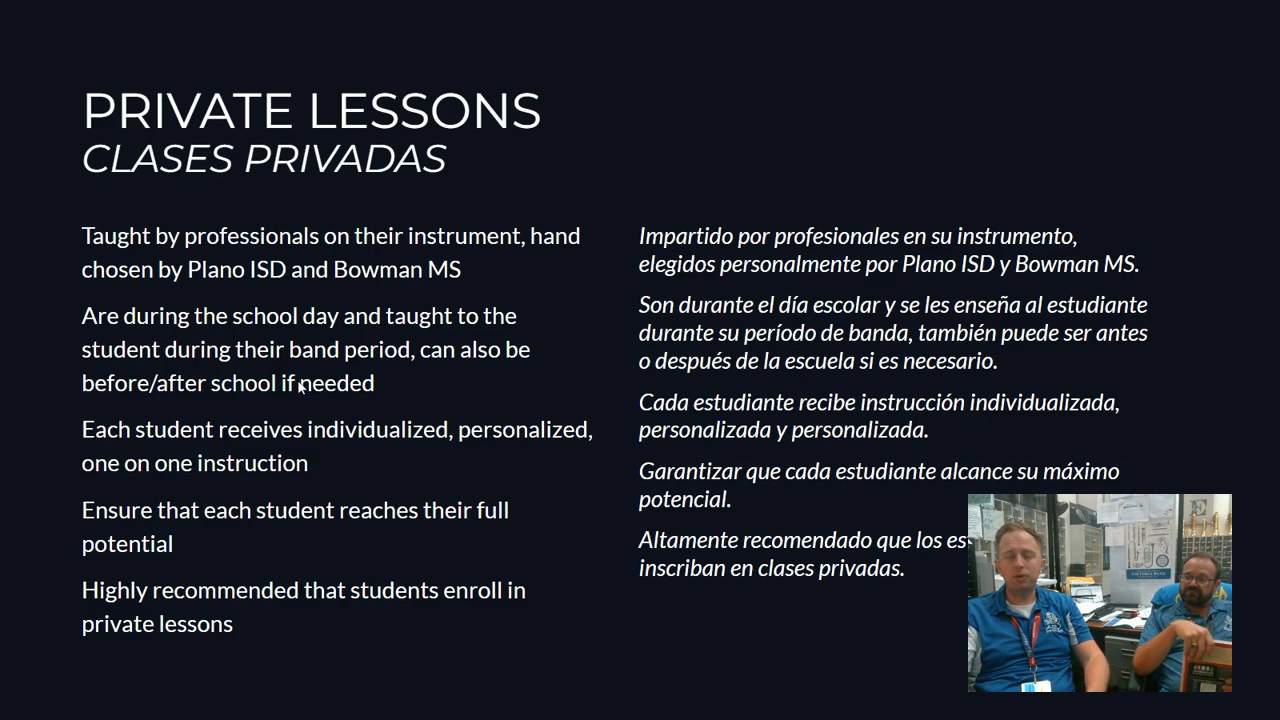 PRIVATE LESSONS
CLASES PRIVADAS
Taught by professionals on their instrument, hand
chosen by Plano ISD and Bowman MS
Are during the school day and taught to the
student during their band period, can also be
before/after school if needed
Each student receives individualized, personalized,
one on one instruction
Ensure that each student reaches their full
potential
Highly recommended that students enroll in
private lessons
Impartido por profesionales en su instrumento,
elegidos personalmente por Plano ISD y Bowman MS.
Son durante el día escolar y se les enseña al estudiante
durante su período de banda, también puede ser antes
o después de la escuela si es necesario.
Cada estudiante recibe instrucción individualizada,
personalizada y personalizada.
Garantizar que cada estudiante alcance su máximo
potencial.
Altamente recomendado que los
inscriban en clases privadas.